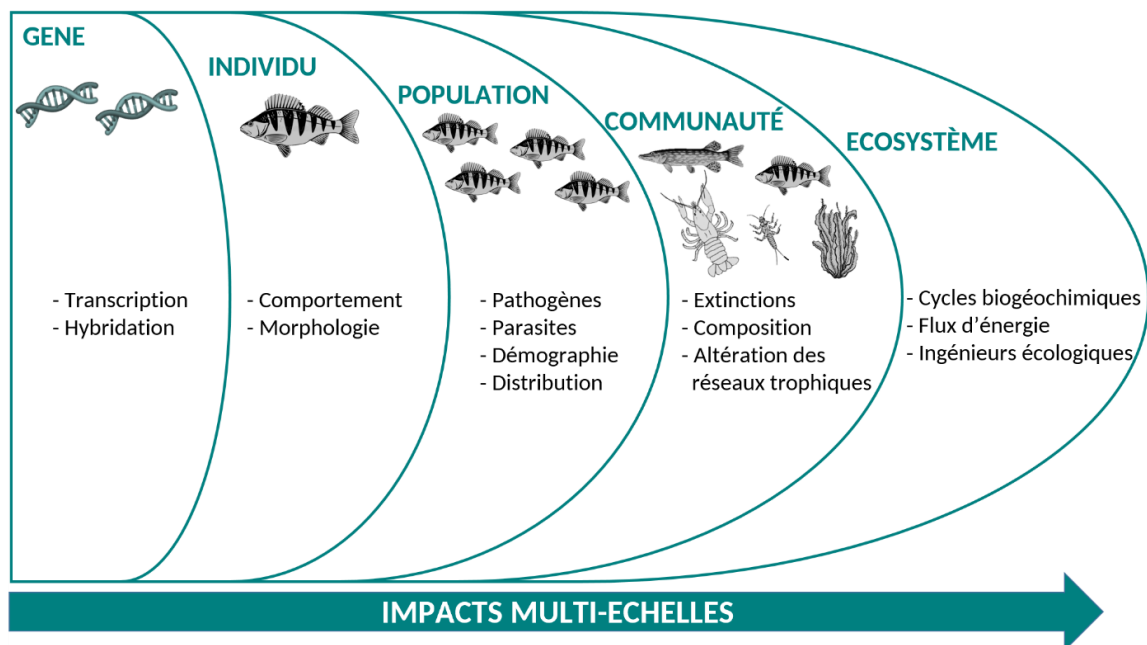 GENE
- Transcription
- Hybridation
INDIVIDU
- Comportement
- Morphologie
POPULATION
- Pathogènes
- Parasites
- Démographie
- Distribution
COMMUNAUTÉ
- Extinctions
- Composition
- Altération des
réseaux trophiques
ECOSYSTÈME
- Cycles biogéochimiques
- Flux d'énergie
- Ingénieurs écologiques
IMPACTS MULTI-ECHELLES